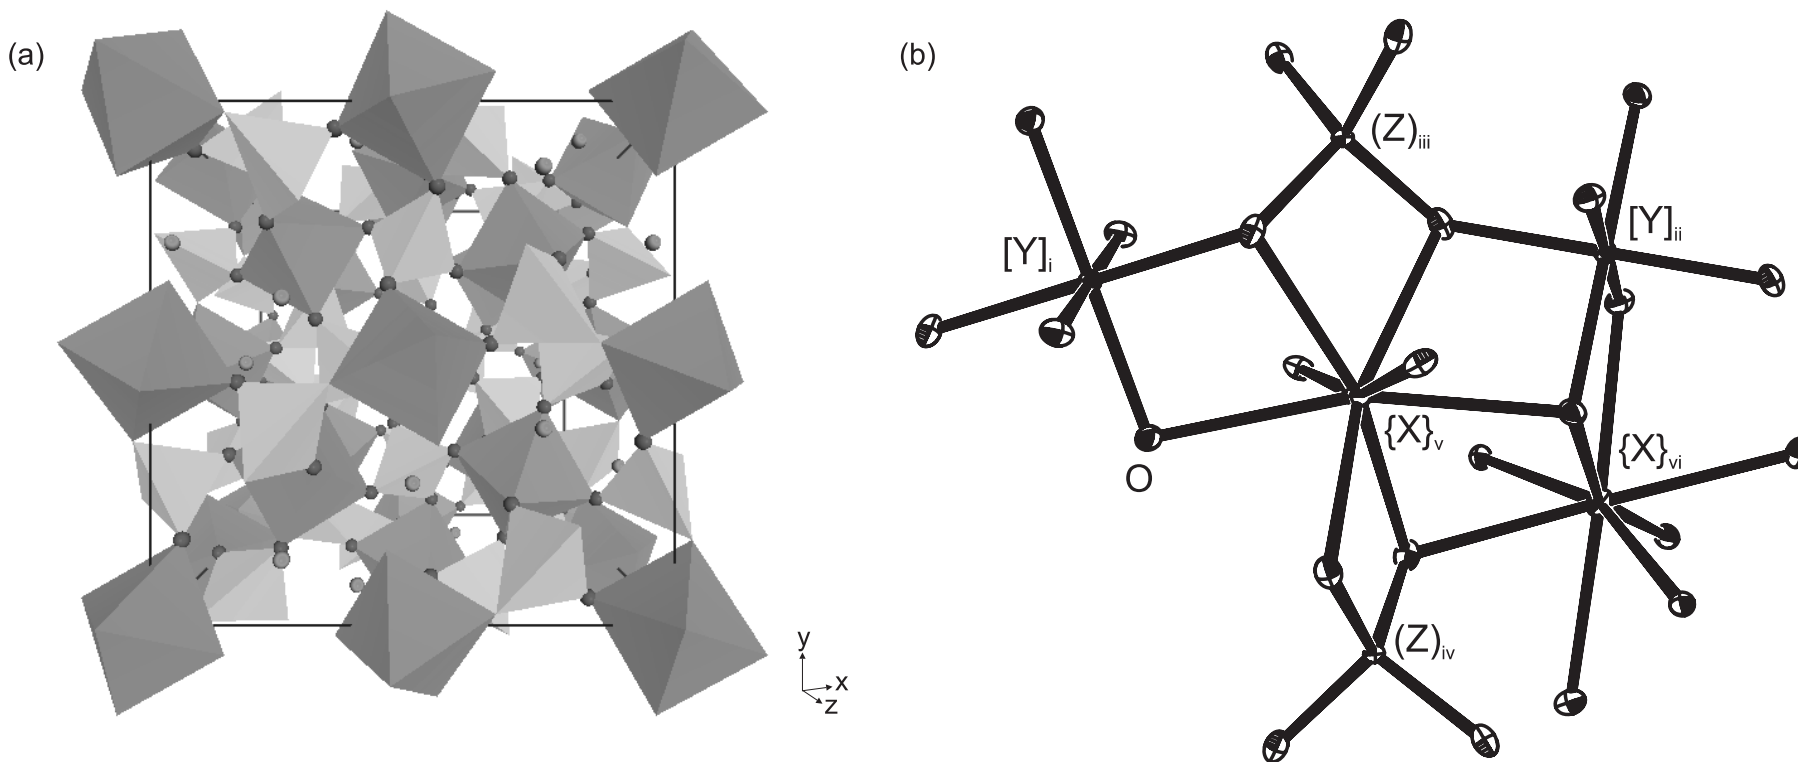 (a)
y
x
z
(b)
(Z)iii
[Y]i
[Y]ii
{X}v
{X}vi
O
(Z)iv